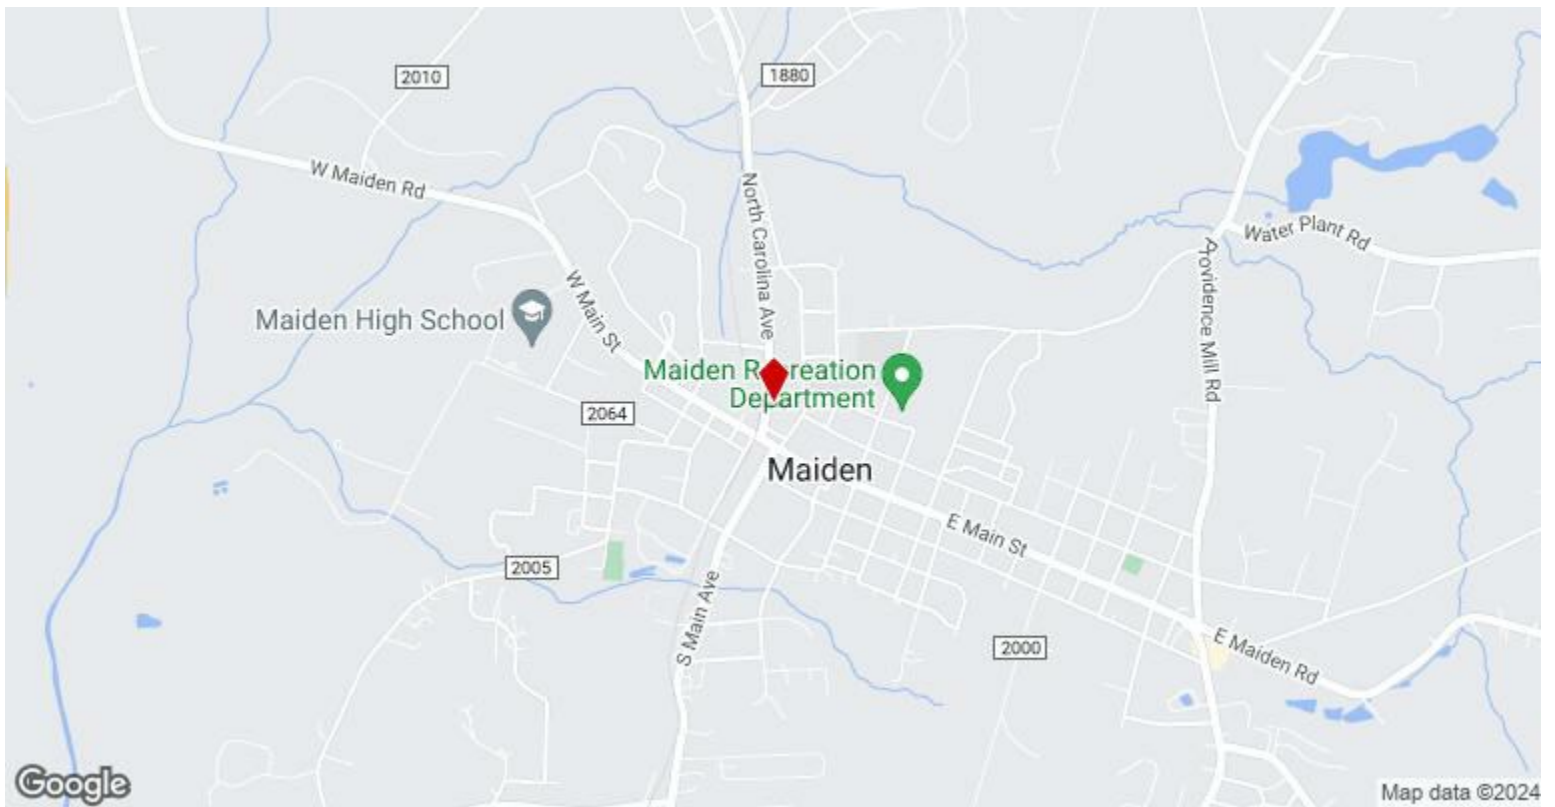 2010
1880
W Maiden Rd
North Carolina Ave
Water Plant Rd
Providence Mill Rd
Maiden High School
W Main St
Maiden Recreation
Department
2064
Maiden
E Main St
2005
S Main Ave
2000
E Maiden Rd
Google
Map data ©2024